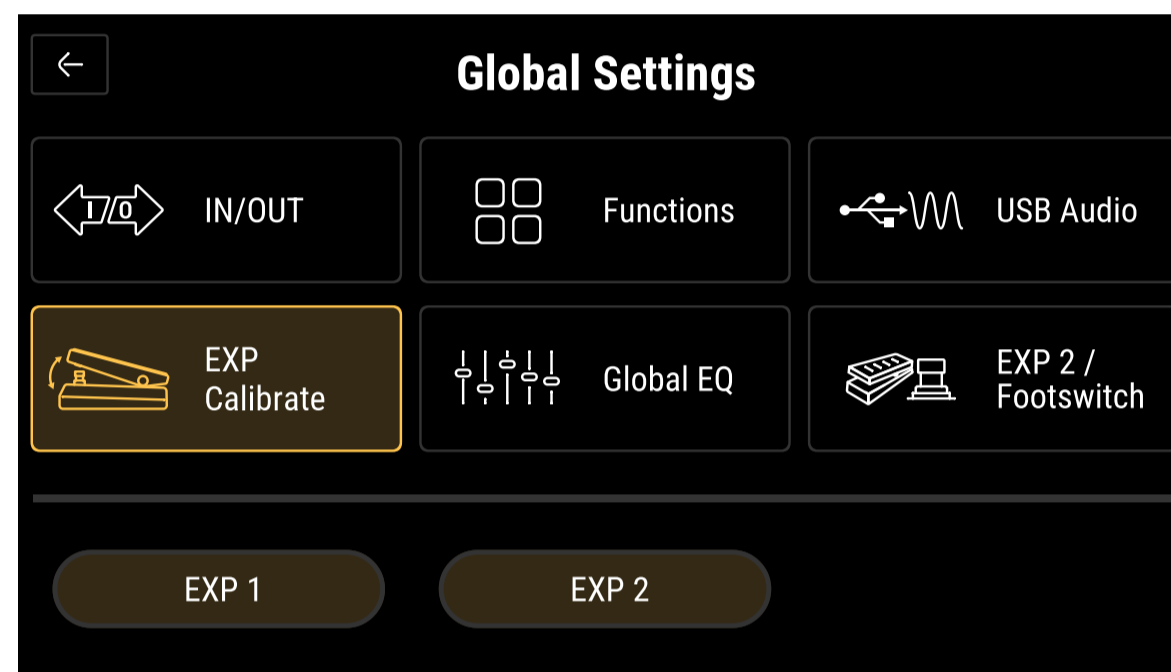 Global Settings
I/O
IN/OUT
Functions
USB Audio
EXP
Calibrate
Global EQ
EXP 2 /
Footswitch
EXP 1
EXP 2